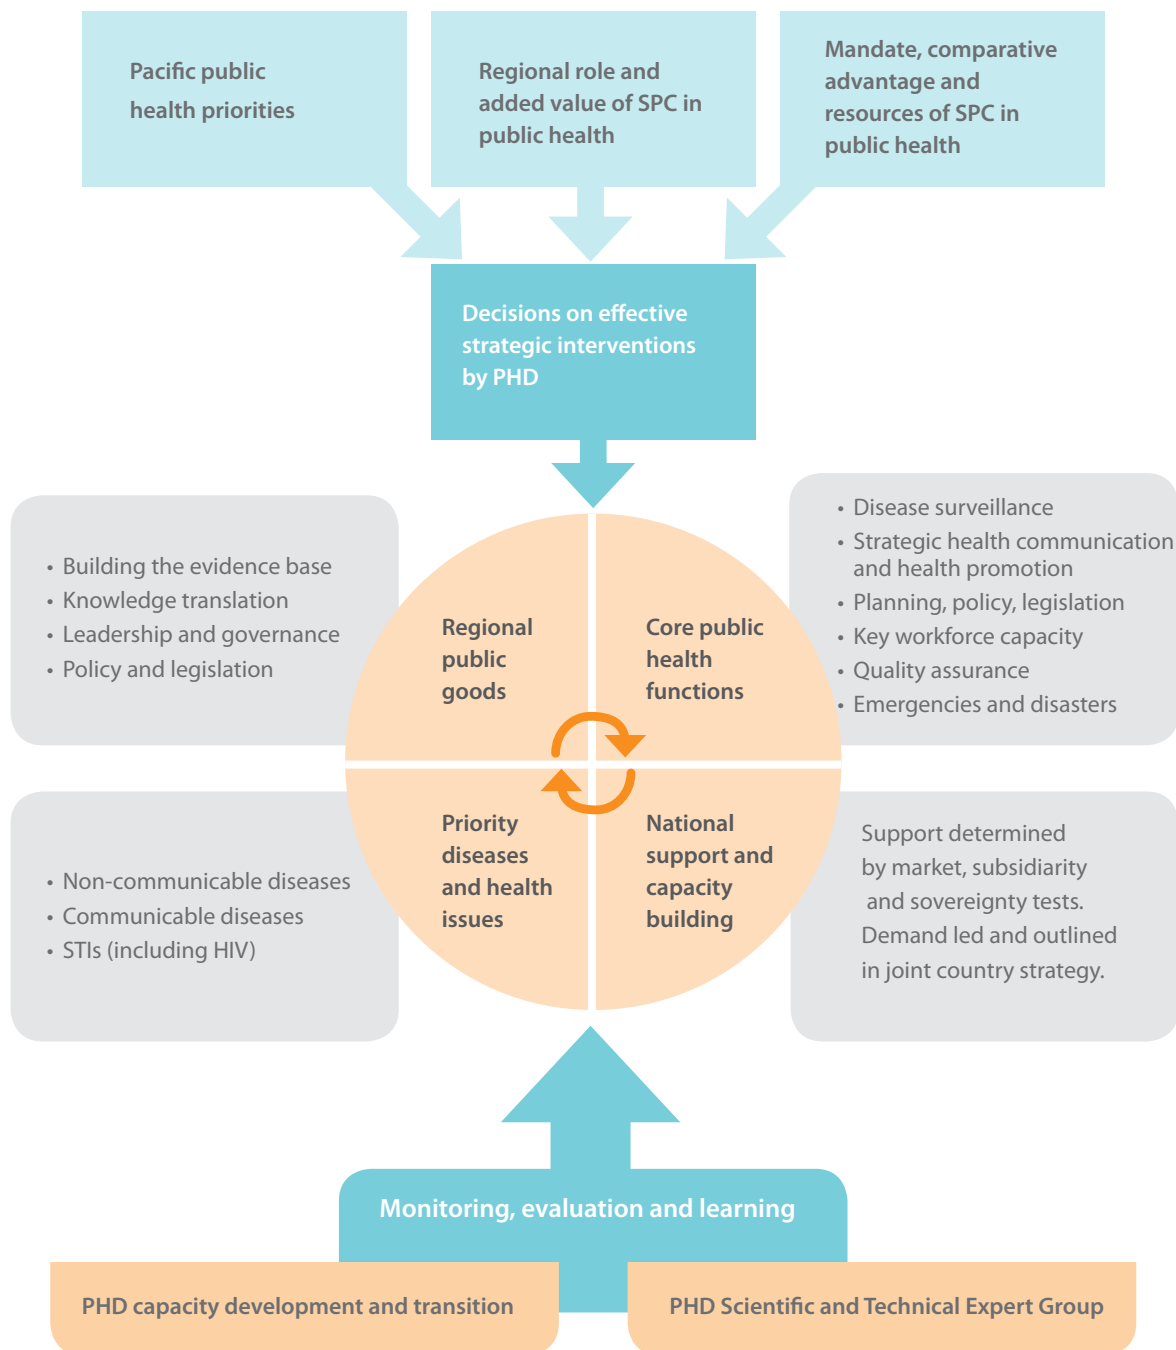 Pacific public
health priorities
Regional role and
added value of SPC in
public health
Mandate, comparative
advantage and
resources of SPC in
public health
Decisions on effective
strategic interventions
by PHD
• Building the evidence base
• Knowledge translation
• Leadership and governance
• Policy and legislation
Regional
public
goods
Core public
health
functions
• Disease surveillance
• Strategic health communication
and health promotion
• Planning, policy, legislation
• Key workforce capacity
• Quality assurance
• Emergencies and disasters
• Non-communicable diseases
• Communicable diseases
• STIs (including HIV)
Priority
diseases
and health
issues
National
support and
capacity
building
Support determined
by market, subsidiarity
and sovereignty tests.
Demand led and outlined
in joint country strategy.
Monitoring, evaluation and learning
PHD capacity development and transition
PHD Scientific and Technical Expert Group